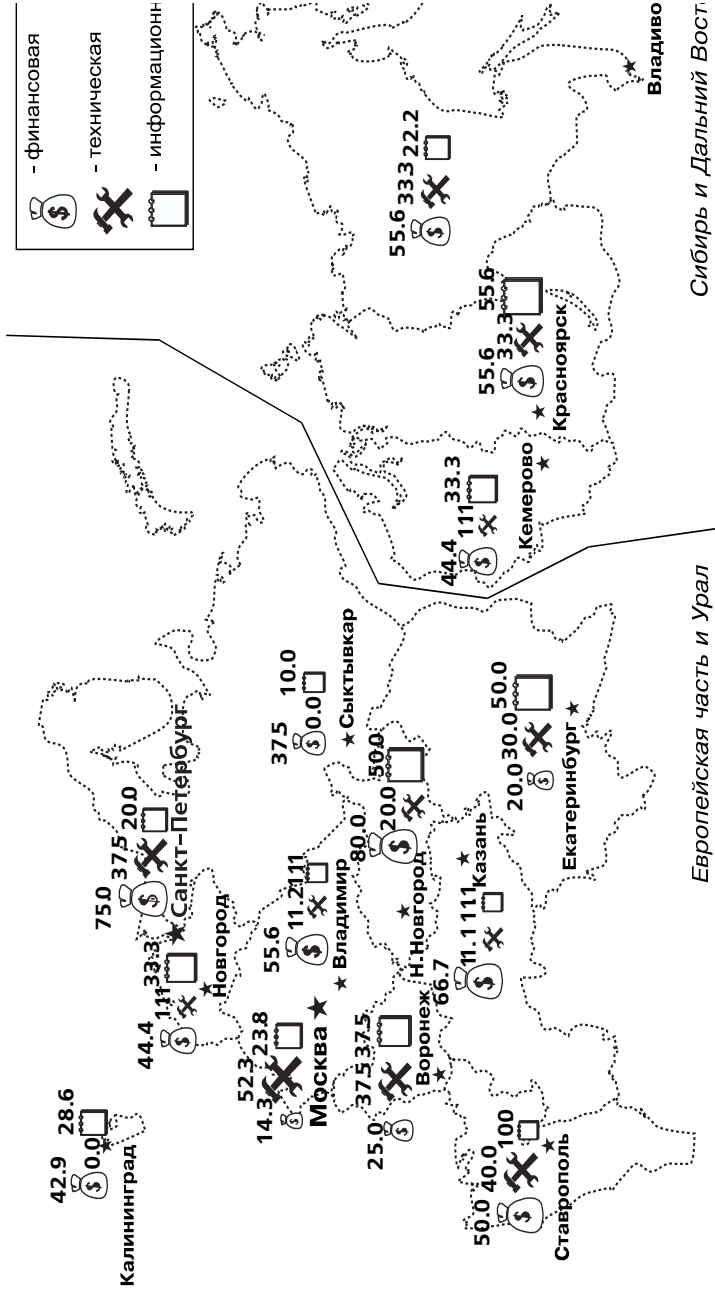 - финансовая
- техническая
- информационн
Калининград
42.9
0.0
28.6
Санкт-Петербург
75.0
37.5
20.0
Новгород
44.4
11.1
33.3
Москва
14.3
52.3
23.8
Владимир
55.6
11.2
11.1
Сыктывкар
37.5
0.0
10.0
Н.Новгород
80.0
20.0
50.0
Воронеж
25.0
37.5
37.5
Казань
66.7
11.1
11.1
Ставрополь
50.0
40.0
100
Екатеринбург
20.0
30.0
50.0
Кемерово
44.4
11.1
33.3
Красноярск
55.6
33.3
55.6
55.6
33.3
22.2
Владиво
Европейская часть и Урал
Сибирь и Дальний Вост